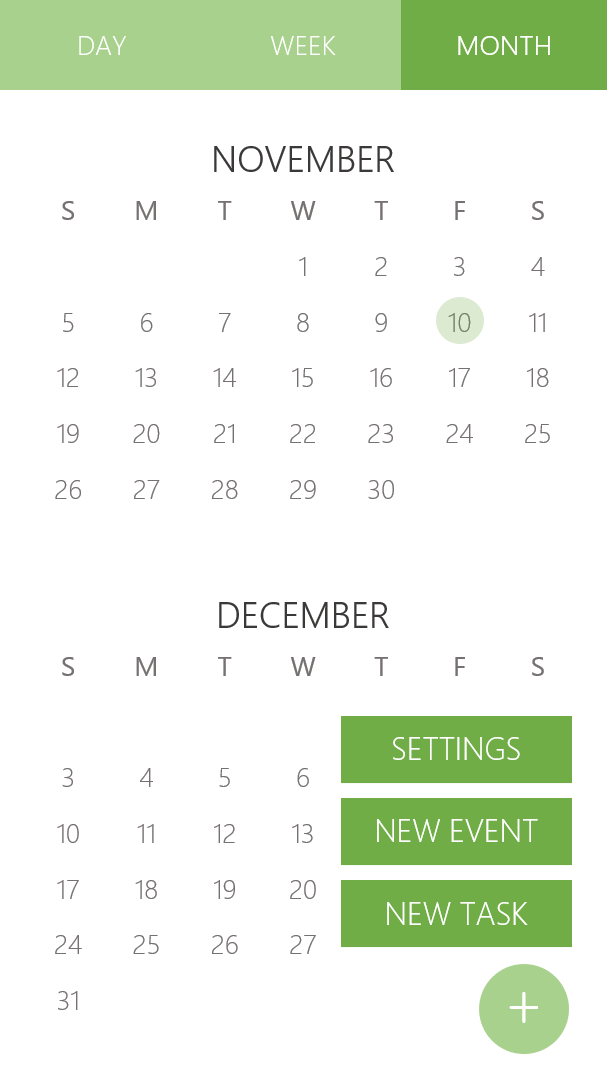 DAY WEEK MONTH
NOVEMBER
S M T W T F S
1 2 3 4
5 6 7 8 9 10 11
12 13 14 15 16 17 18
19 20 21 22 23 24 25
26 27 28 29 30
DECEMBER
S M T W T F S
SETTINGS
3 4 5 6
NEW EVENT
10 11 12 13
17 18 19 20
NEW TASK
24 25 26 27
31
+